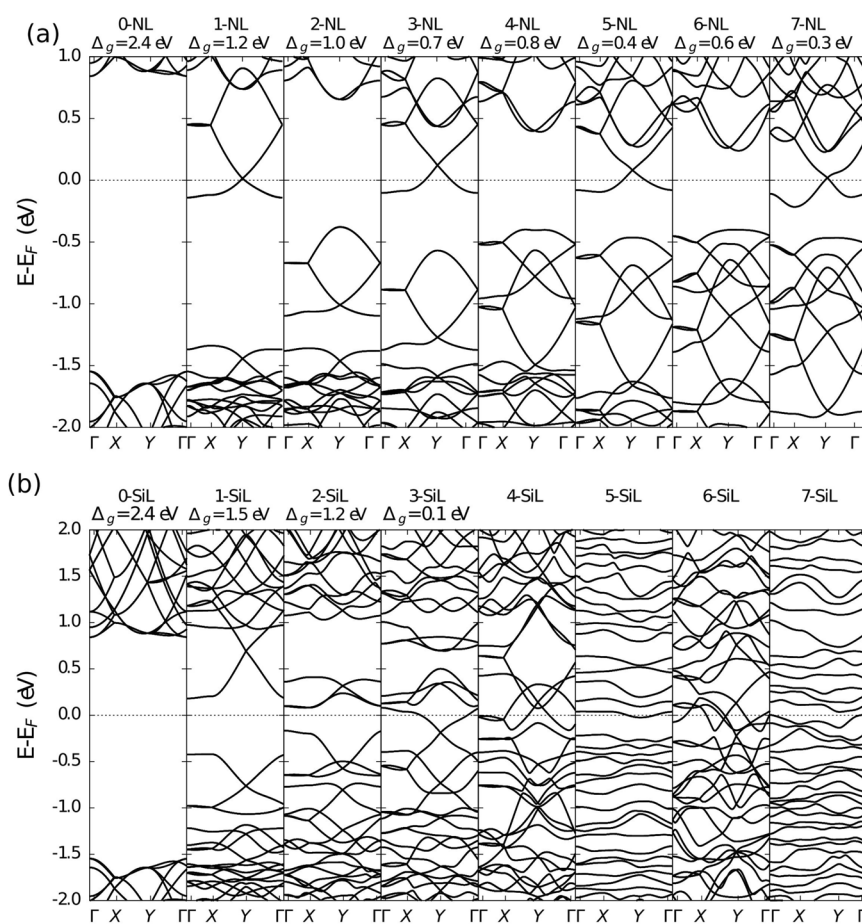 (a)
0-NL 1-NL 2-NL 3-NL 4-NL 5-NL 6-NL 7-NL
Δg=2.4 eV Δg=1.2 eV Δg=1.0 eV Δg=0.7 eV Δg=0.8 eV Δg=0.4 eV Δg=0.6 eV Δg=0.3 eV
1.0
0.5
0.0
-0.5
-1.0
-1.5
-2.0
E-EF (eV)
Γ X Y ΓΓ X Y ΓΓ X Y ΓΓ X Y ΓΓ X Y ΓΓ X Y ΓΓ X Y ΓΓ X Y Γ
(b)
0-SiL 1-SiL 2-SiL 3-SiL 4-SiL 5-SiL 6-SiL 7-SiL
Δg=2.4 eV Δg=1.5 eV Δg=1.2 eV Δg=0.1 eV
2.0
1.5
1.0
0.5
0.0
-0.5
-1.0
-1.5
-2.0
E-EF (eV)
Γ X Y ΓΓ X Y ΓΓ X Y ΓΓ X Y ΓΓ X Y ΓΓ X Y ΓΓ X Y ΓΓ X Y Γ